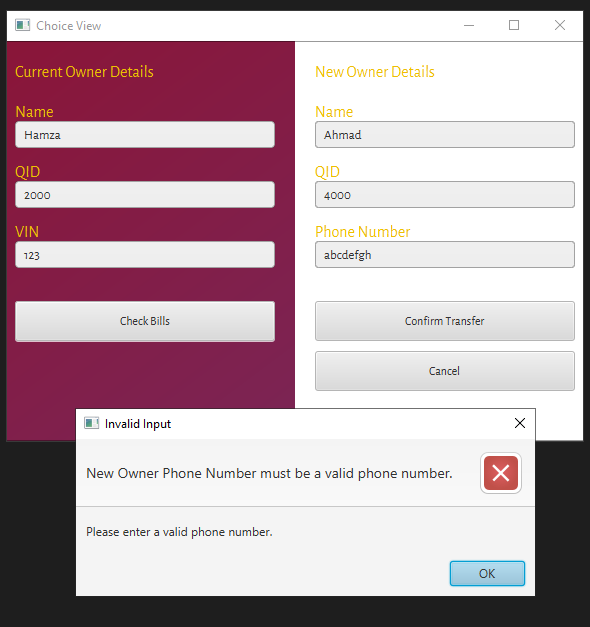 Choice View
Current Owner Details
Name
Hamza
QID
2000
VIN
123
Check Bills
New Owner Details
Name
Ahmad
QID
4000
Phone Number
abcdefgh
Confirm Transfer
Cancel
Invalid Input
New Owner Phone Number must be a valid phone number.
Please enter a valid phone number.
OK